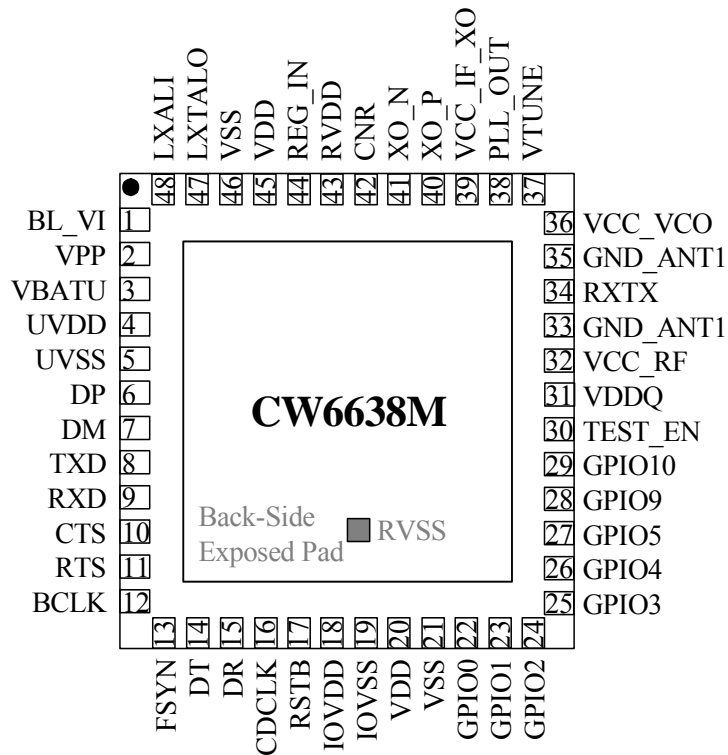 LXALI
LXTALO
VSS
VDD
REG_IN
RVDD
CNR
XO_N
XO_P
VCC_IF_XO
PLL_OUT
VTUNE
48 47 46 45 44 43 42 41 40 39 38 37
BL_VI 1
VPP 2
VBATU 3
UVDD 4
UVSS 5
DP 6
DM 7
TXD 8
RXD 9
CTS 10
RTS 11
BCLK 12
CW6638M
Back-Side
Exposed Pad
RVSS
36 VCC_VCO
35 GND_ANT1
34 RXTX
33 GND_ANT1
32 VCC_RF
31 VDDQ
30 TEST_EN
29 GPIO10
28 GPIO9
27 GPIO5
26 GPIO4
25 GPIO3
13 14 15 16 17 18 19 20 21 22 23 24
FSYN
DT
DR
CDCLK
RSTB
IOVDD
IOVSS
VDD
VSS
GPIO0
GPIO1
GPIO2